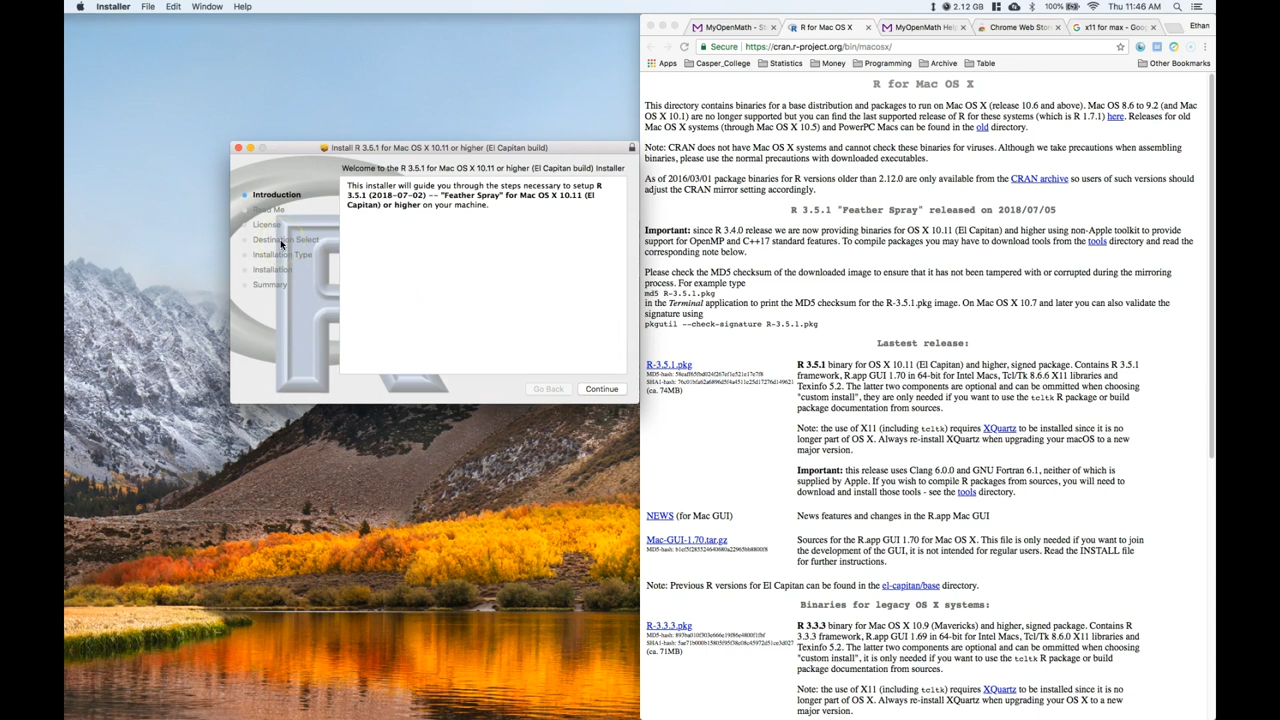 Installer File Edit Window Help
2.12 GB 100% Thu 11:46 AM
MyOpenMath - S
R for Mac OS X
MyOpenMath Hel
Chrome Web Stor
x11 for max - Goog
Ethan
Secure https://cran.r-project.org/bin/macosx/
Apps Casper_College Statistics Money Programming Archive Table Other Bookmarks
Install R 3.5.1 for Mac OS X 10.11 or higher (El Capitan build)
Welcome to the R 3.5.1 for Mac OS X 10.11 or higher (El Capitan build) Installer
Introduction
Read Me
License
Destination Select
Installation Type
Installation
Summary
This installer will guide you through the steps necessary to setup R
3.5.1 (2018-07-02) -- "Feather Spray" for Mac OS X 10.11 (El
Capitan) or higher on your machine.
Go Back Continue
R for Mac OS X
This directory contains binaries for a base distribution and packages to run on Mac OS X (release 10.6 and above). Mac OS 8.6 to 9.2 (and Mac
OS X 10.1) are no longer supported but you can find the last supported release of R for these systems (which is R 1.7.1) here. Releases for old
Mac OS X systems (through Mac OS X 10.5) and PowerPC Macs can be found in the old directory.
Note: CRAN does not have Mac OS X systems and cannot check these binaries for viruses. Although we take precautions when assembling
binaries, please use the normal precautions with downloaded executables.
As of 2016/03/01 package binaries for R versions older than 2.12.0 are only available from the CRAN archive so users of such versions should
adjust the CRAN mirror setting accordingly.
R 3.5.1 "Feather Spray" released on 2018/07/05
Important: since R 3.4.0 release we are now providing binaries for OS X 10.11 (El Capitan) and higher using non-Apple toolkit to provide
support for OpenMP and C++17 standard features. To compile packages you may have to download tools from the tools directory and read the
corresponding note below.
Please check the MD5 checksum of the downloaded image to ensure that it has not been tampered with or corrupted during the mirroring
process. For example type
md5 R-3.5.1.pkg
in the Terminal application to print the MD5 checksum for the R-3.5.1.pkg image. On Mac OS X 10.7 and later you can also validate the
signature using
pkgutil --check-signature R-3.5.1.pkg
Lastest release:
R-3.5.1.pkg
MD5-hash:
SHA1-hash:
(ca. 74MB)
R 3.5.1 binary for OS X 10.11 (El Capitan) and higher, signed package. Contains R 3.5.1
framework, R.app GUI 1.70 in 64-bit for Intel Macs, Tcl/Tk 8.6.6 X11 libraries and
Texinfo 5.2. The latter two components are optional and can be ommitted when choosing
"custom install", they are only needed if you want to use the tcltk R package or build
package documentation from sources.
Note: the use of X11 (including tcltk) requires XQuartz to be installed since it is no
longer part of OS X. Always re-install XQuartz when upgrading your macOS to a new
major version.
Important: this release uses Clang 6.0.0 and GNU Fortran 6.1, neither of which is
supplied by Apple. If you wish to compile R packages from sources, you will need to
download and install those tools - see the tools directory.
NEWS (for Mac GUI) News features and changes in the R.app Mac GUI
Mac-GUI-1.70.tar.gz
MD5-hash:
Sources for the R.app GUI 1.70 for Mac OS X. This file is only needed if you want to join
the development of the GUI, it is not intended for regular users. Read the INSTALL file
for further instructions.
Note: Previous R versions for El Capitan can be found in the el-capitan/base directory.
Binaries for legacy OS X systems:
R-3.3.3.pkg
MD5-hash:
SHA1-hash:
(ca. 71MB)
R 3.3.3 binary for Mac OS X 10.9 (Mavericks) and higher, signed package. Contains R
3.3.3 framework, R.app GUI 1.69 in 64-bit for Intel Macs, Tcl/Tk 8.6.0 X11 libraries and
Texinfo 5.2. The latter two components are optional and can be ommitted when choosing
"custom install", it is only needed if you want to use the tcltk R package or build
package documentation from sources.
Note: the use of X11 (including tcltk) requires XQuartz to be installed since it is no
longer part of OS X. Always re-install XQuartz when upgrading your OS X to a new
major version.